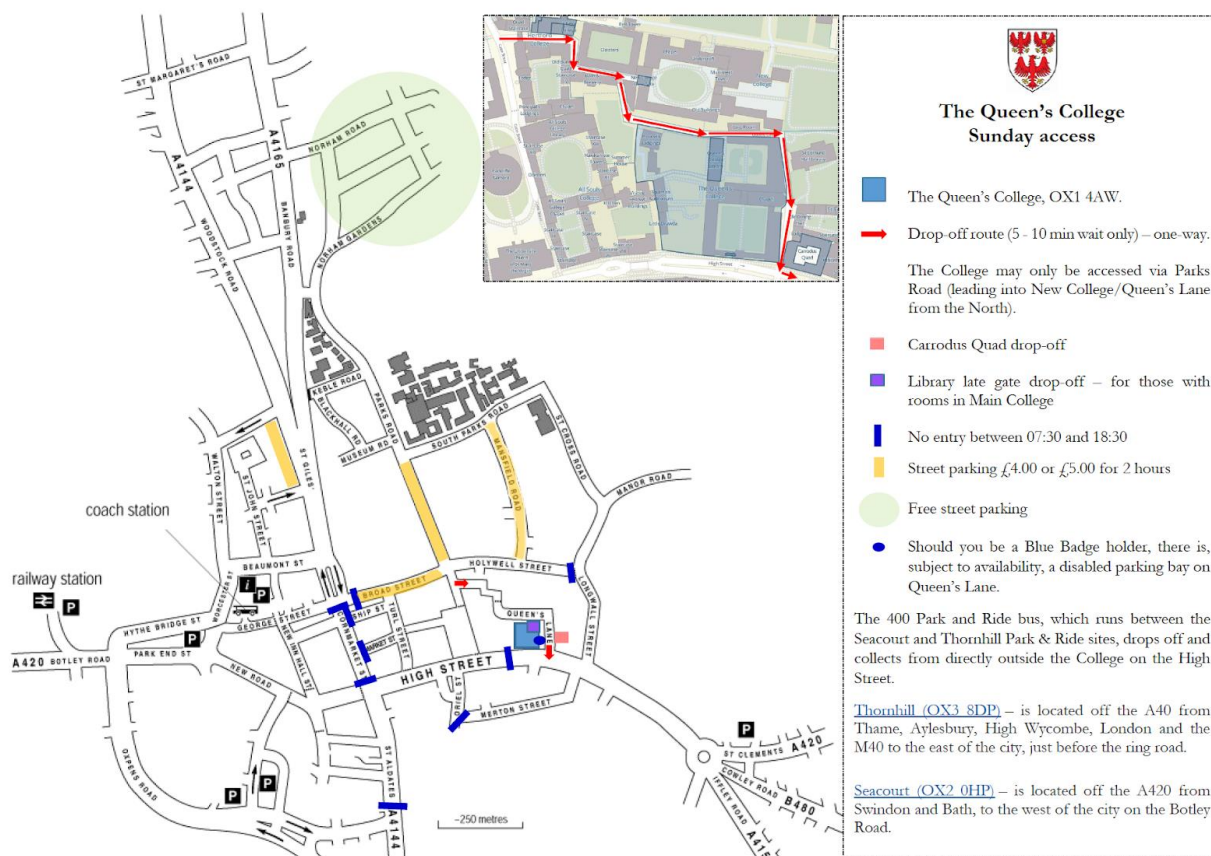 ST MARGARET'S ROAD
A4144
A4165
NORHAM ROAD
BANBURY ROAD
WOODSTOCK ROAD
NORHAM GARDENS
KEBLE ROAD
BLACKHALL RD
PARKS ROAD
MUSEUM RD
SOUTH PARKS ROAD
MANSFIELD ROAD
ST CROSS ROAD
MANOR ROAD
WALTON STREET
ST JOHN STREET
ST GILES'
coach station
railway station
P
i
P
BEAUMONT ST
WORCESTER ST
HYTHE BRIDGE ST
GEORGE STREET
P
BROAD STREET
SHIP ST
HOLYWELL STREET
LONGWALL STREET
A420 BOTLEY ROAD
PARK END ST
NEW ROAD
NEW INN HALL ST
CORNMARKET ST
MARKET ST
TURL STREET
QUEEN'S
LANE
HIGH STREET
ORIEL ST
MERTON STREET
OXPENS ROAD
P
P
ST ALDATES
A4144
~250 metres
P
ST CLEMENTS A420
COWLEY ROAD
B480
IFFLEY ROAD
High Street
Carrodus
Quad
The Queen's College
Sunday access
The Queen's College, OX1 4AW.
Drop-off route (5 - 10 min wait only) – one-way.
The College may only be accessed via Parks
Road (leading into New College/Queen's Lane
from the North).
Carrodus Quad drop-off
Library late gate drop-off – for those with
rooms in Main College
No entry between 07:30 and 18:30
Street parking £4.00 or £5.00 for 2 hours
Free street parking
Should you be a Blue Badge holder, there is,
subject to availability, a disabled parking bay on
Queen's Lane.
The 400 Park and Ride bus, which runs between the
Seacourt and Thornhill Park & Ride sites, drops off and
collects from directly outside the College on the High
Street.
Thornhill (OX3 8DP) – is located off the A40 from
Thame, Aylesbury, High Wycombe, London and the
M40 to the east of the city, just before the ring road.
Seacourt (OX2 0HP) – is located off the A420 from
Swindon and Bath, to the west of the city on the Botley
Road.